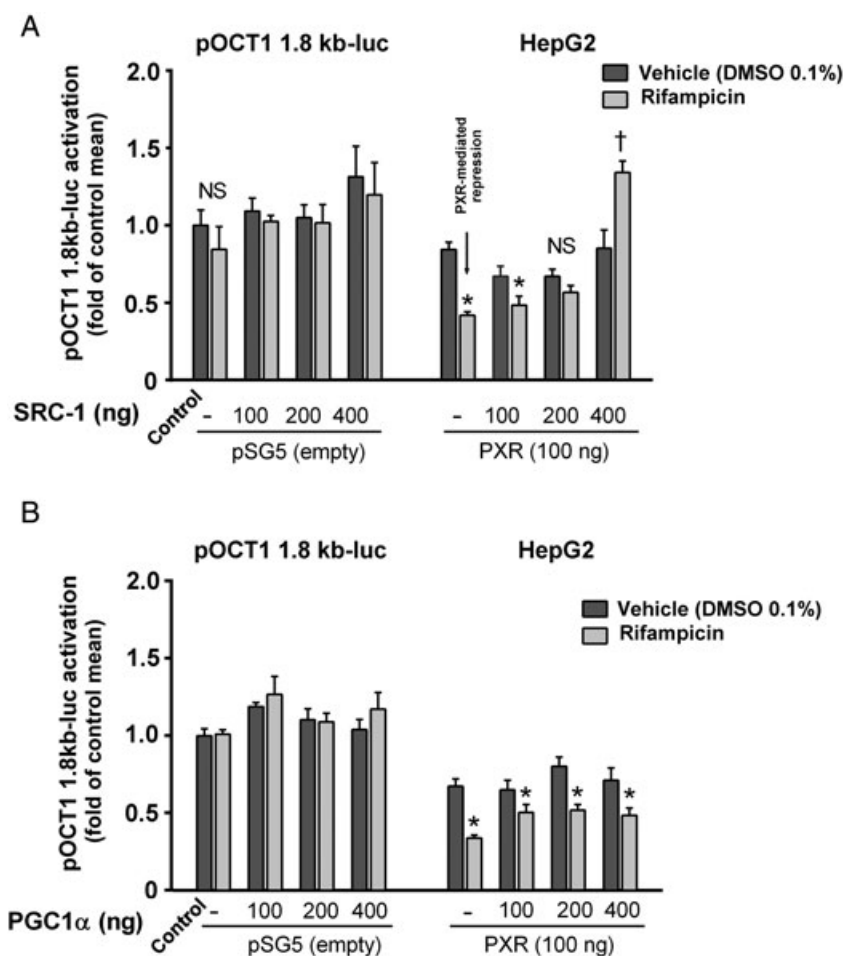 A
pOCT1 1.8 kb-luc
HepG2
Vehicle (DMSO 0.1%)
Rifampicin
pOCT1 1.8kb-luc activation
(fold of control mean)
2.0
1.5
1.0
0.5
0
NS
PXR-mediated
repression
*
*
NS
†
SRC-1 (ng)
Control
– 100 200 400
– 100 200 400
pSG5 (empty)
PXR (100 ng)
B
pOCT1 1.8 kb-luc
HepG2
Vehicle (DMSO 0.1%)
Rifampicin
pOCT1 1.8kb-luc activation
(fold of control mean)
2.0
1.5
1.0
0.5
0
* * * *
PGC1α (ng)
Control
– 100 200 400
– 100 200 400
pSG5 (empty)
PXR (100 ng)